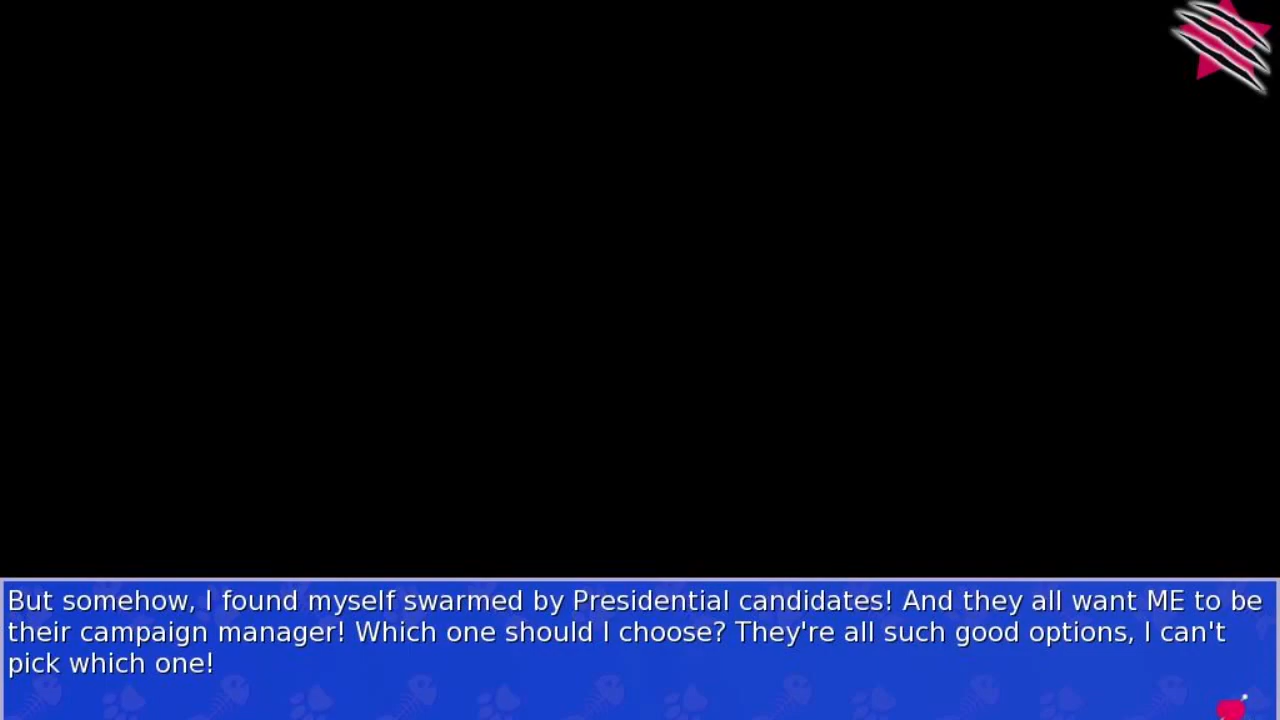 But somehow, I found myself swarmed by Presidential candidates! And they all want ME to be
their campaign manager! Which one should I choose? They're all such good options, I can't
pick which one!